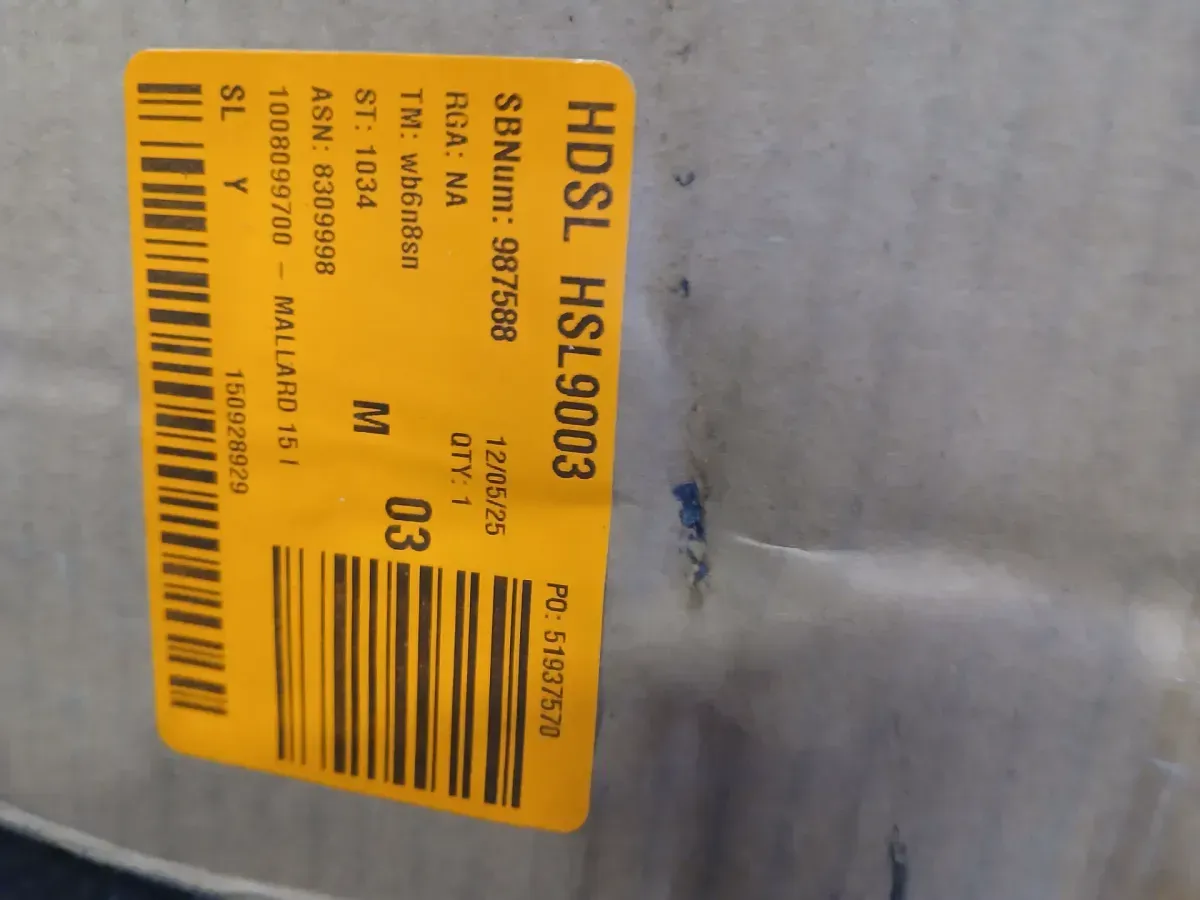 HDSL HSL9003
PO: 51937570
SBNum: 987588
12/05/25
RGA: NA
QTY: 1
TM: wb6n8sn
03
ST: 1034
M
ASN: 8309998
1008099700 - MALLARD 15 I
SL Y
150928929